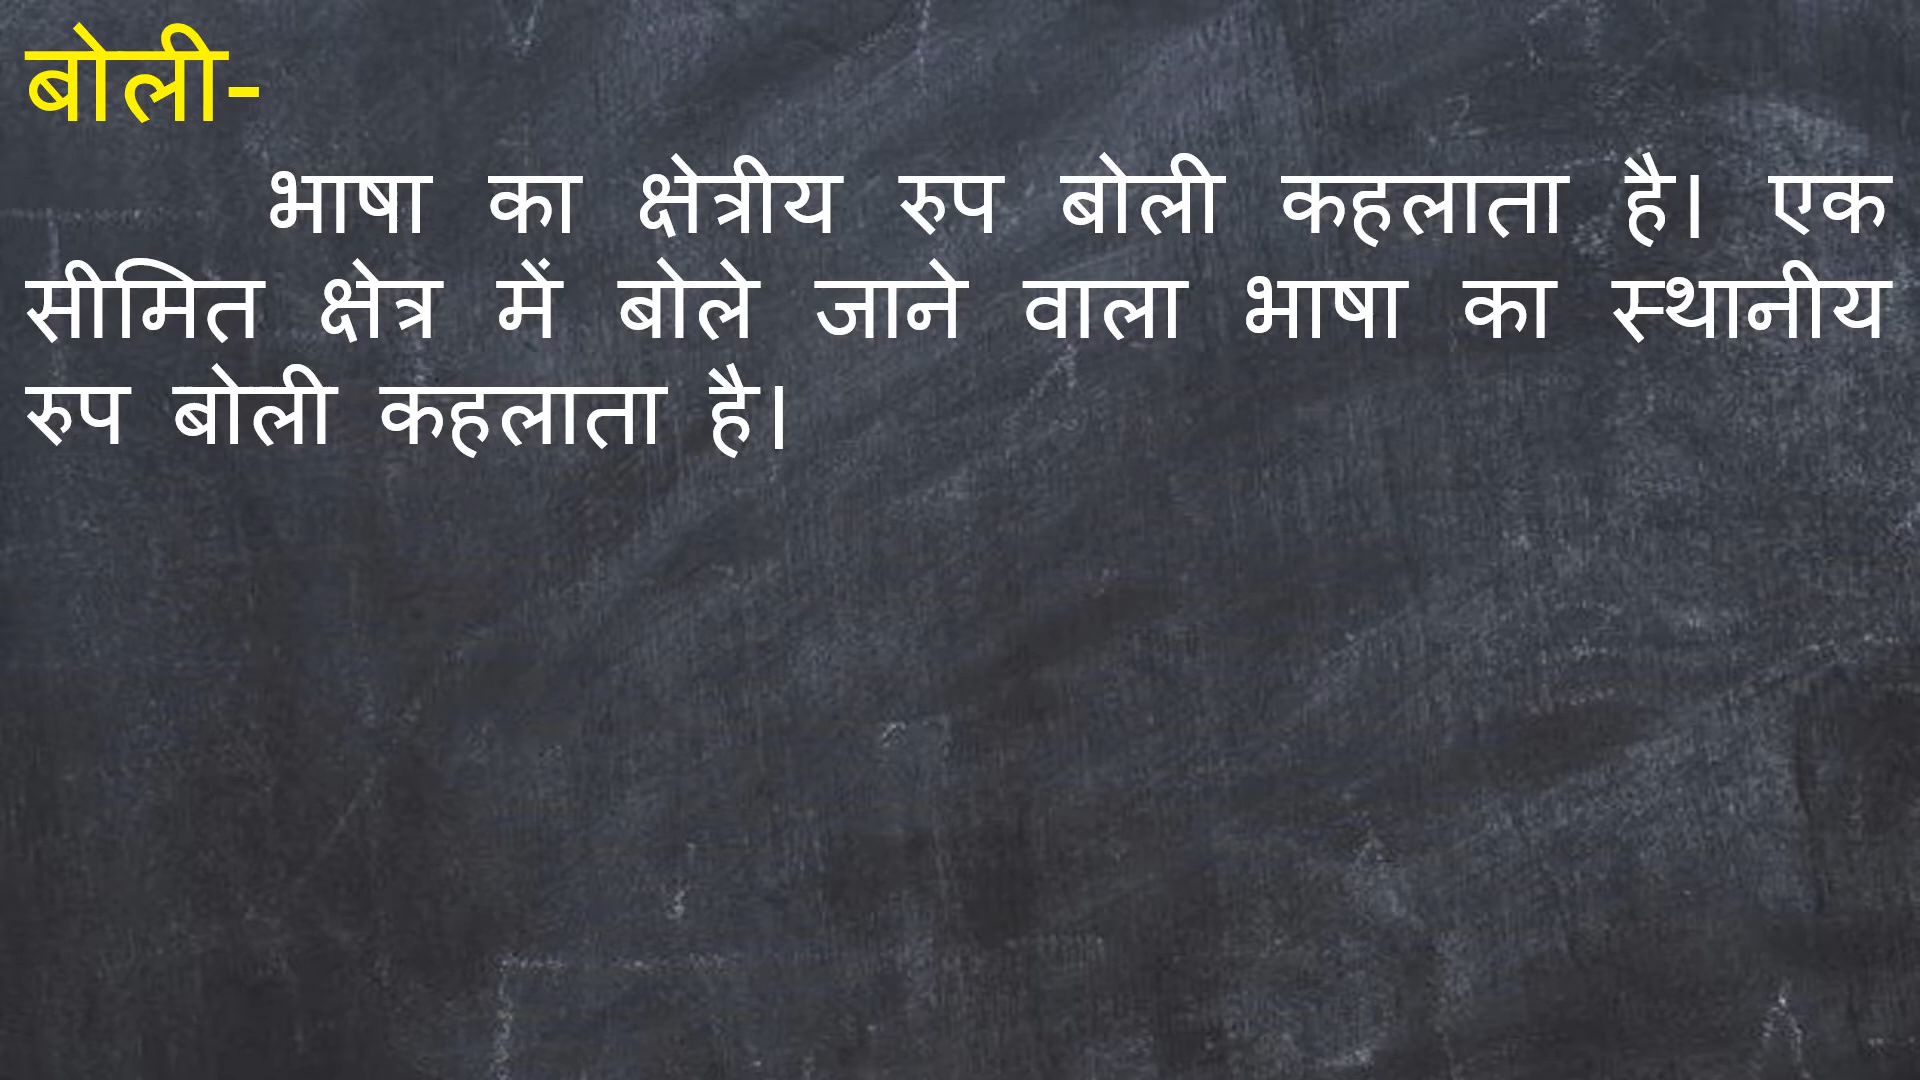 बोली-
भाषा का क्षेत्रीय रुप बोली कहलाता है। एक
सीमित क्षेत्र में बोले जाने वाला भाषा का स्थानीय
रुप बोली कहलाता है।